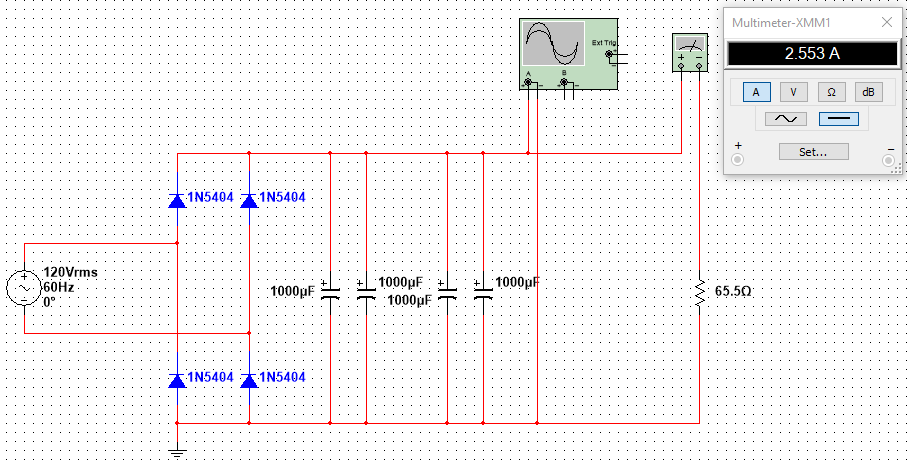 Multimeter-XMM1
Ext Trig
+
−
A
B
+ − + −
+ −
2.553 A
A V Ω dB
+
Set...
−
1N5404 1N5404
120Vrms
60Hz
0°
1000µF
1000µF
1000µF
1000µF
65.5Ω
1N5404 1N5404